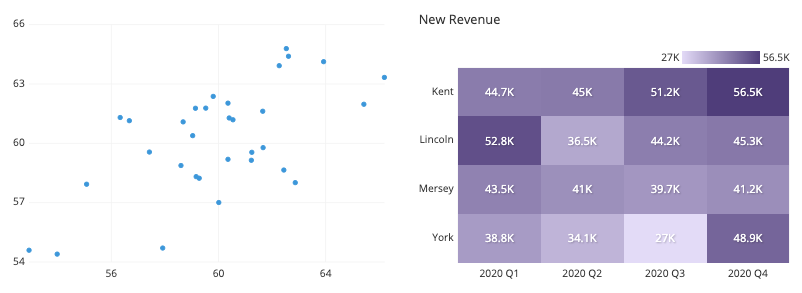 66
63
60
57
54
56 60 64
New Revenue
27K 56.5K
Kent 44.7K 45K 51.2K 56.5K
Lincoln 52.8K 36.5K 44.2K 45.3K
Mersey 43.5K 41K 39.7K 41.2K
York 38.8K 34.1K 27K 48.9K
2020 Q1 2020 Q2 2020 Q3 2020 Q4